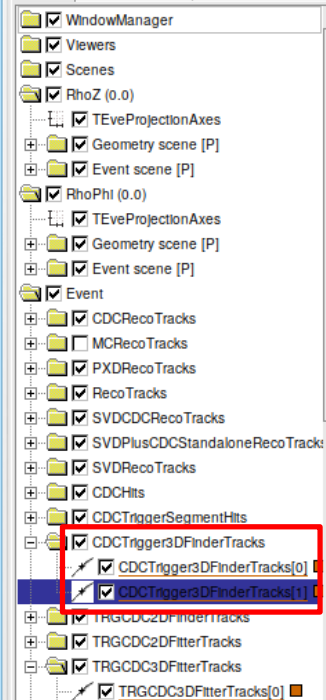 WindowManager
Viewers
Scenes
RhoZ (0.0)
TEveProjectionAxes
Geometry scene [P]
Event scene [P]
RhoPhi (0.0)
TEveProjectionAxes
Geometry scene [P]
Event scene [P]
Event
CDCRecoTracks
MCRecoTracks
PXDRecoTracks
RecoTracks
SVDCDCRecoTracks
SVDPlusCDCStandaloneRecoTracks
SVDRecoTracks
CDCHits
CDCTriggerSegmentHits
CDCTrigger3DFinderTracks
CDCTrigger3DFinderTracks[0]
CDCTrigger3DFinderTracks[1]
TRGCDC2DFinderTracks
TRGCDC2DFitterTracks
TRGCDC3DFitterTracks
TRGCDC3DFitterTracks[0]